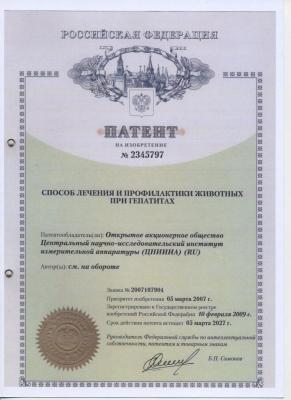 РОССИЙСКАЯ ФЕДЕРАЦИЯ
ПАТЕНТ
НА ИЗОБРЕТЕНИЕ
№ 2345797
СПОСОБ ЛЕЧЕНИЯ И ПРОФИЛАКТИКИ ЖИВОТНЫХ
ПРИ ГЕПАТИТАХ
Патентообладатель(ли): Открытое акционерное общество
Центральный научно-исследовательский институт
измерительной аппаратуры (ЦНИИИА) (RU)
Автор(ы): см. на обороте
Заявка № 2007107904
Приоритет изобретения 05 марта 2007 г.
Зарегистрировано в Государственном реестре
изобретений Российской Федерации 10 февраля 2009 г.
Срок действия патента истекает 05 марта 2027 г.
Руководитель Федеральной службы по интеллектуальной
собственности, патентам и товарным знакам
Б.П. Симонов